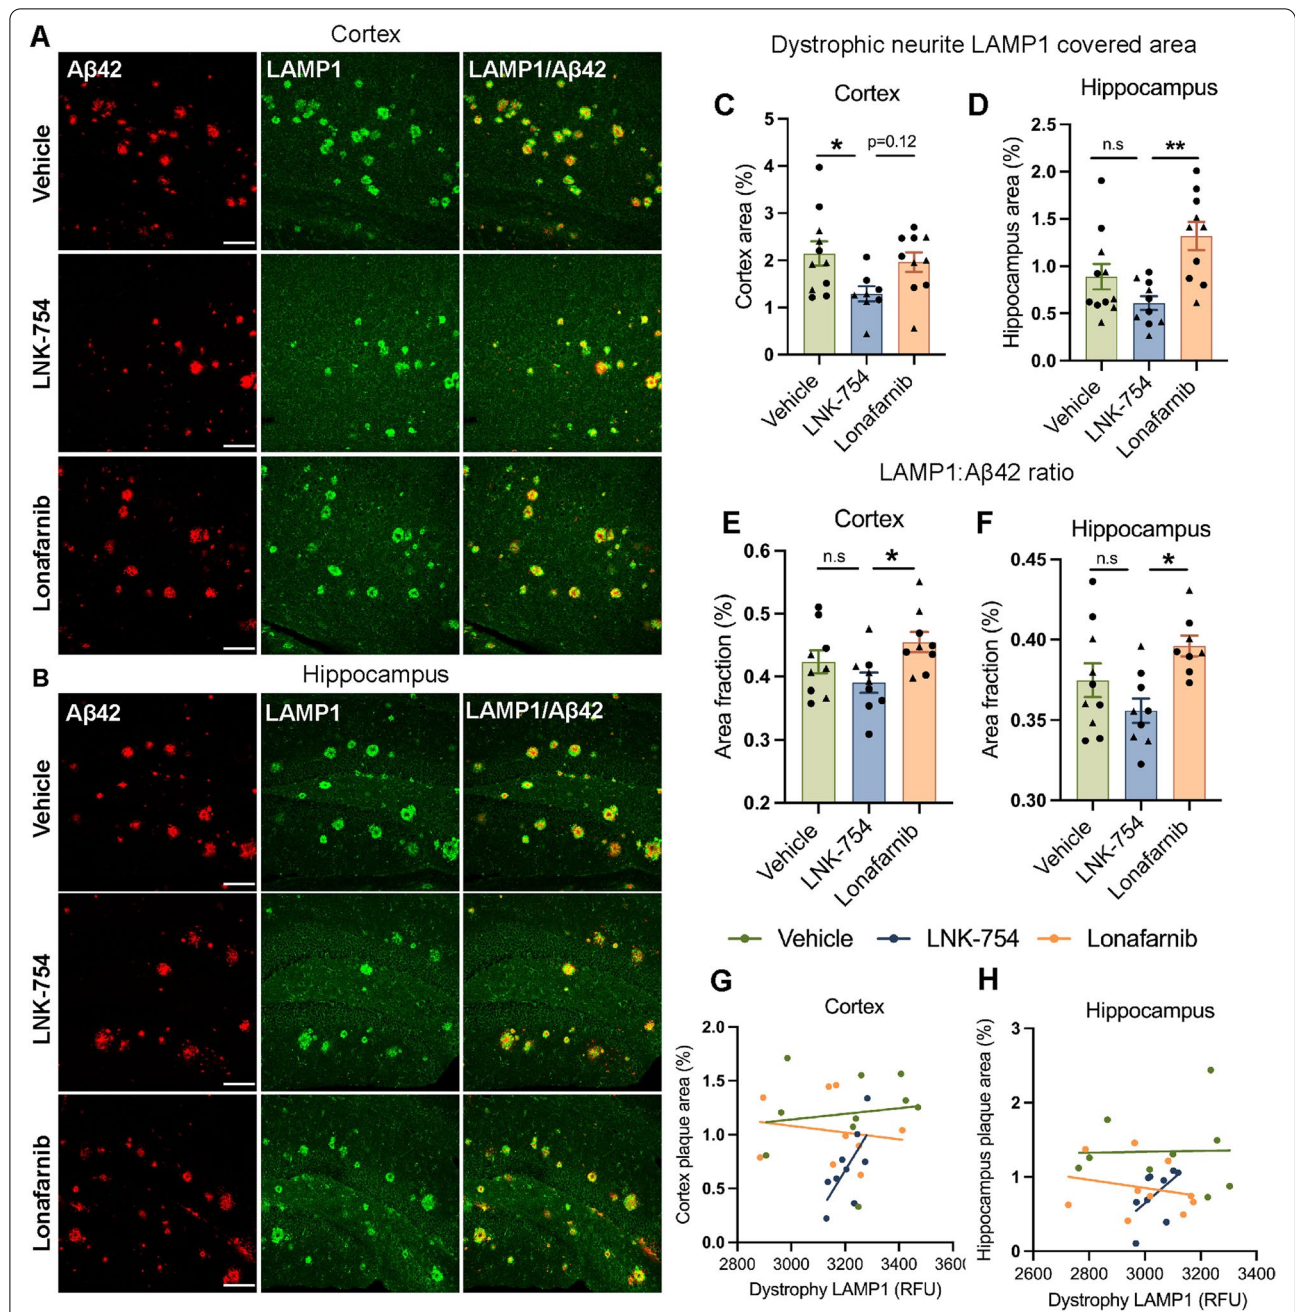 A
Cortex
Aβ42
LAMP1
LAMP1/Aβ42
Vehicle
LNK-754
Lonafarnib
B
Hippocampus
Aβ42
LAMP1
LAMP1/Aβ42
Vehicle
LNK-754
Lonafarnib
Dystrophic neurite LAMP1 covered area
C
Cortex
Cortex area (%)
5
4
3
2
1
0
*
p=0.12
Vehicle
LNK-754
Lonafarnib
D
Hippocampus
Hippocampus area (%)
2.5
2.0
1.5
1.0
0.5
0.0
n.s
**
Vehicle
LNK-754
Lonafarnib
LAMP1:Aβ42 ratio
E
Cortex
Area fraction (%)
0.6
0.5
0.4
0.3
0.2
n.s
*
Vehicle
LNK-754
Lonafarnib
F
Hippocampus
Area fraction (%)
0.45
0.40
0.35
0.30
n.s
*
Vehicle
LNK-754
Lonafarnib
Vehicle LNK-754 Lonafarnib
G
Cortex
Cortex plaque area (%)
2.0
1.5
1.0
0.5
0.0
2800 3000 3200 3400 3600
Dystrophy LAMP1 (RFU)
H
Hippocampus
Hippocampus plaque area (%)
3
2
1
0
2600 2800 3000 3200 3400
Dystrophy LAMP1 (RFU)